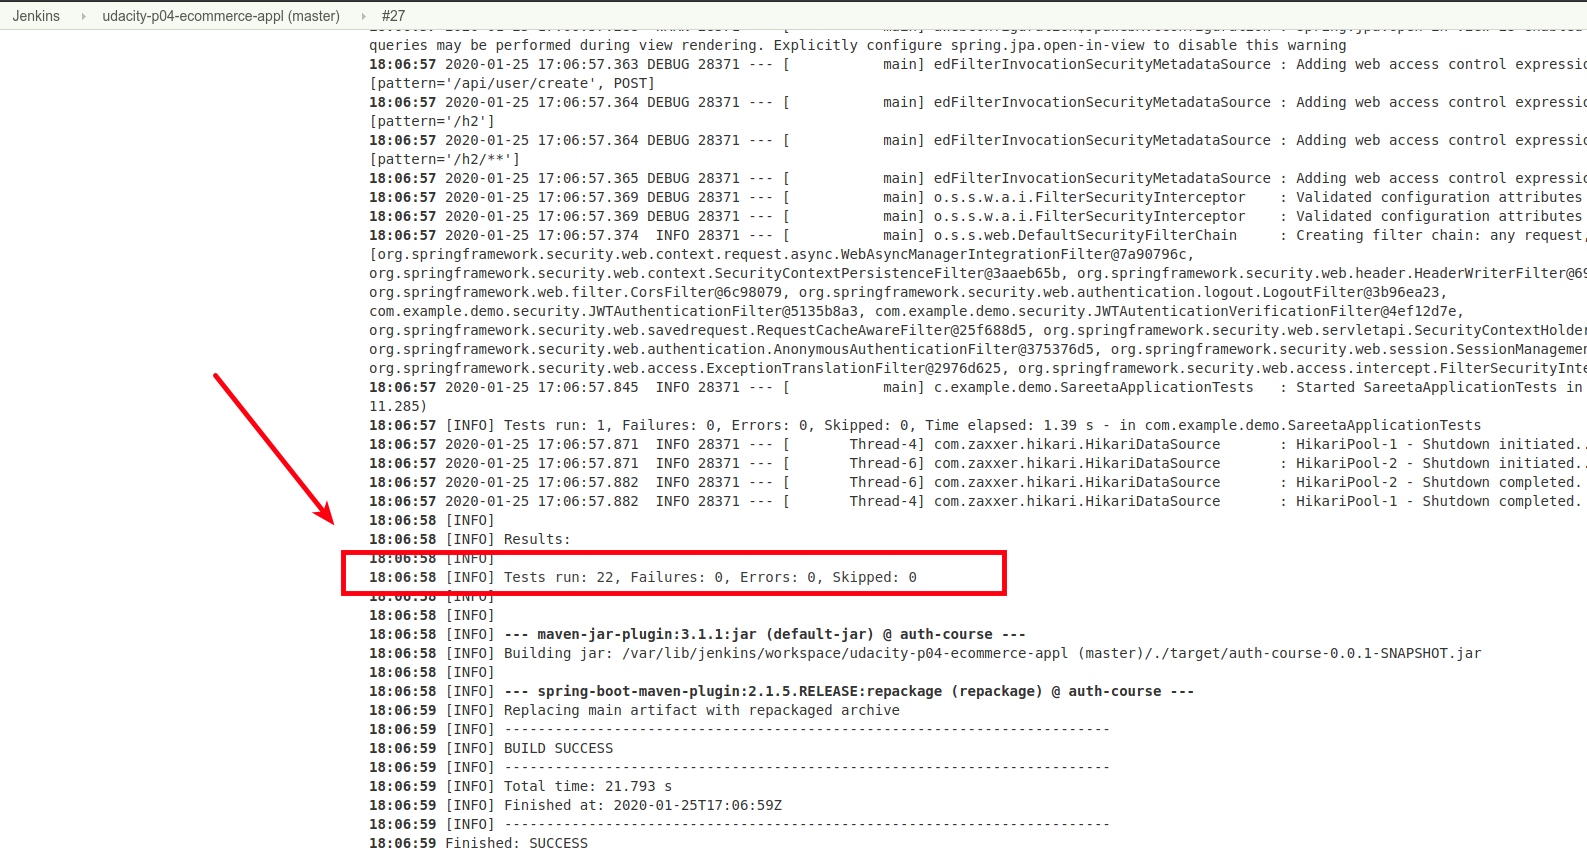 Jenkins udacity-p04-ecommerce-appl (master) #27
queries may be performed during view rendering. Explicitly configure spring.jpa.open-in-view to disable this warning
18:06:57 2020-01-25 17:06:57.363 DEBUG 28371 --- [           main] edFilterInvocationSecurityMetadataSource : Adding web access control expressio
[pattern='/api/user/create', POST]
18:06:57 2020-01-25 17:06:57.364 DEBUG 28371 --- [           main] edFilterInvocationSecurityMetadataSource : Adding web access control expressio
[pattern='/h2']
18:06:57 2020-01-25 17:06:57.364 DEBUG 28371 --- [           main] edFilterInvocationSecurityMetadataSource : Adding web access control expressio
[pattern='/h2/**']
18:06:57 2020-01-25 17:06:57.365 DEBUG 28371 --- [           main] edFilterInvocationSecurityMetadataSource : Adding web access control expressio
18:06:57 2020-01-25 17:06:57.369 DEBUG 28371 --- [           main] o.s.s.w.a.i.FilterSecurityInterceptor    : Validated configuration attributes
18:06:57 2020-01-25 17:06:57.369 DEBUG 28371 --- [           main] o.s.s.w.a.i.FilterSecurityInterceptor    : Validated configuration attributes
18:06:57 2020-01-25 17:06:57.374  INFO 28371 --- [           main] o.s.s.web.DefaultSecurityFilterChain     : Creating filter chain: any request,
[org.springframework.security.web.context.request.async.WebAsyncManagerIntegrationFilter@7a90796c,
org.springframework.security.web.context.SecurityContextPersistenceFilter@3aaeb65b, org.springframework.security.web.header.HeaderWriterFilter@69
org.springframework.web.filter.CorsFilter@6c98079, org.springframework.security.web.authentication.logout.LogoutFilter@3b96ea23,
com.example.demo.security.JWTAuthenticationFilter@5135b8a3, com.example.demo.security.JWTAutenticationVerificationFilter@4ef12d7e,
org.springframework.security.web.savedrequest.RequestCacheAwareFilter@25f688d5, org.springframework.security.web.servletapi.SecurityContextHolder
org.springframework.security.web.authentication.AnonymousAuthenticationFilter@375376d5, org.springframework.security.web.session.SessionManagemen
org.springframework.security.web.access.ExceptionTranslationFilter@2976d625, org.springframework.security.web.access.intercept.FilterSecurityInte
18:06:57 2020-01-25 17:06:57.845  INFO 28371 --- [           main] c.example.demo.SareetaApplicationTests   : Started SareetaApplicationTests in
11.285)
18:06:57 [INFO] Tests run: 1, Failures: 0, Errors: 0, Skipped: 0, Time elapsed: 1.39 s - in com.example.demo.SareetaApplicationTests
18:06:57 2020-01-25 17:06:57.871  INFO 28371 --- [       Thread-4] com.zaxxer.hikari.HikariDataSource       : HikariPool-1 - Shutdown initiated..
18:06:57 2020-01-25 17:06:57.871  INFO 28371 --- [       Thread-6] com.zaxxer.hikari.HikariDataSource       : HikariPool-2 - Shutdown initiated..
18:06:57 2020-01-25 17:06:57.882  INFO 28371 --- [       Thread-6] com.zaxxer.hikari.HikariDataSource       : HikariPool-2 - Shutdown completed.
18:06:57 2020-01-25 17:06:57.882  INFO 28371 --- [       Thread-4] com.zaxxer.hikari.HikariDataSource       : HikariPool-1 - Shutdown completed.
18:06:58 [INFO]
18:06:58 [INFO] Results:
18:06:58 [INFO]
18:06:58 [INFO] Tests run: 22, Failures: 0, Errors: 0, Skipped: 0
18:06:58 [INFO]
18:06:58 [INFO]
18:06:58 [INFO] --- maven-jar-plugin:3.1.1:jar (default-jar) @ auth-course ---
18:06:58 [INFO] Building jar: /var/lib/jenkins/workspace/udacity-p04-ecommerce-appl (master)/./target/auth-course-0.0.1-SNAPSHOT.jar
18:06:58 [INFO]
18:06:58 [INFO] --- spring-boot-maven-plugin:2.1.5.RELEASE:repackage (repackage) @ auth-course ---
18:06:59 [INFO] Replacing main artifact with repackaged archive
18:06:59 [INFO] ------------------------------------------------------------------------
18:06:59 [INFO] BUILD SUCCESS
18:06:59 [INFO] ------------------------------------------------------------------------
18:06:59 [INFO] Total time: 21.793 s
18:06:59 [INFO] Finished at: 2020-01-25T17:06:59Z
18:06:59 [INFO] ------------------------------------------------------------------------
18:06:59 Finished: SUCCESS